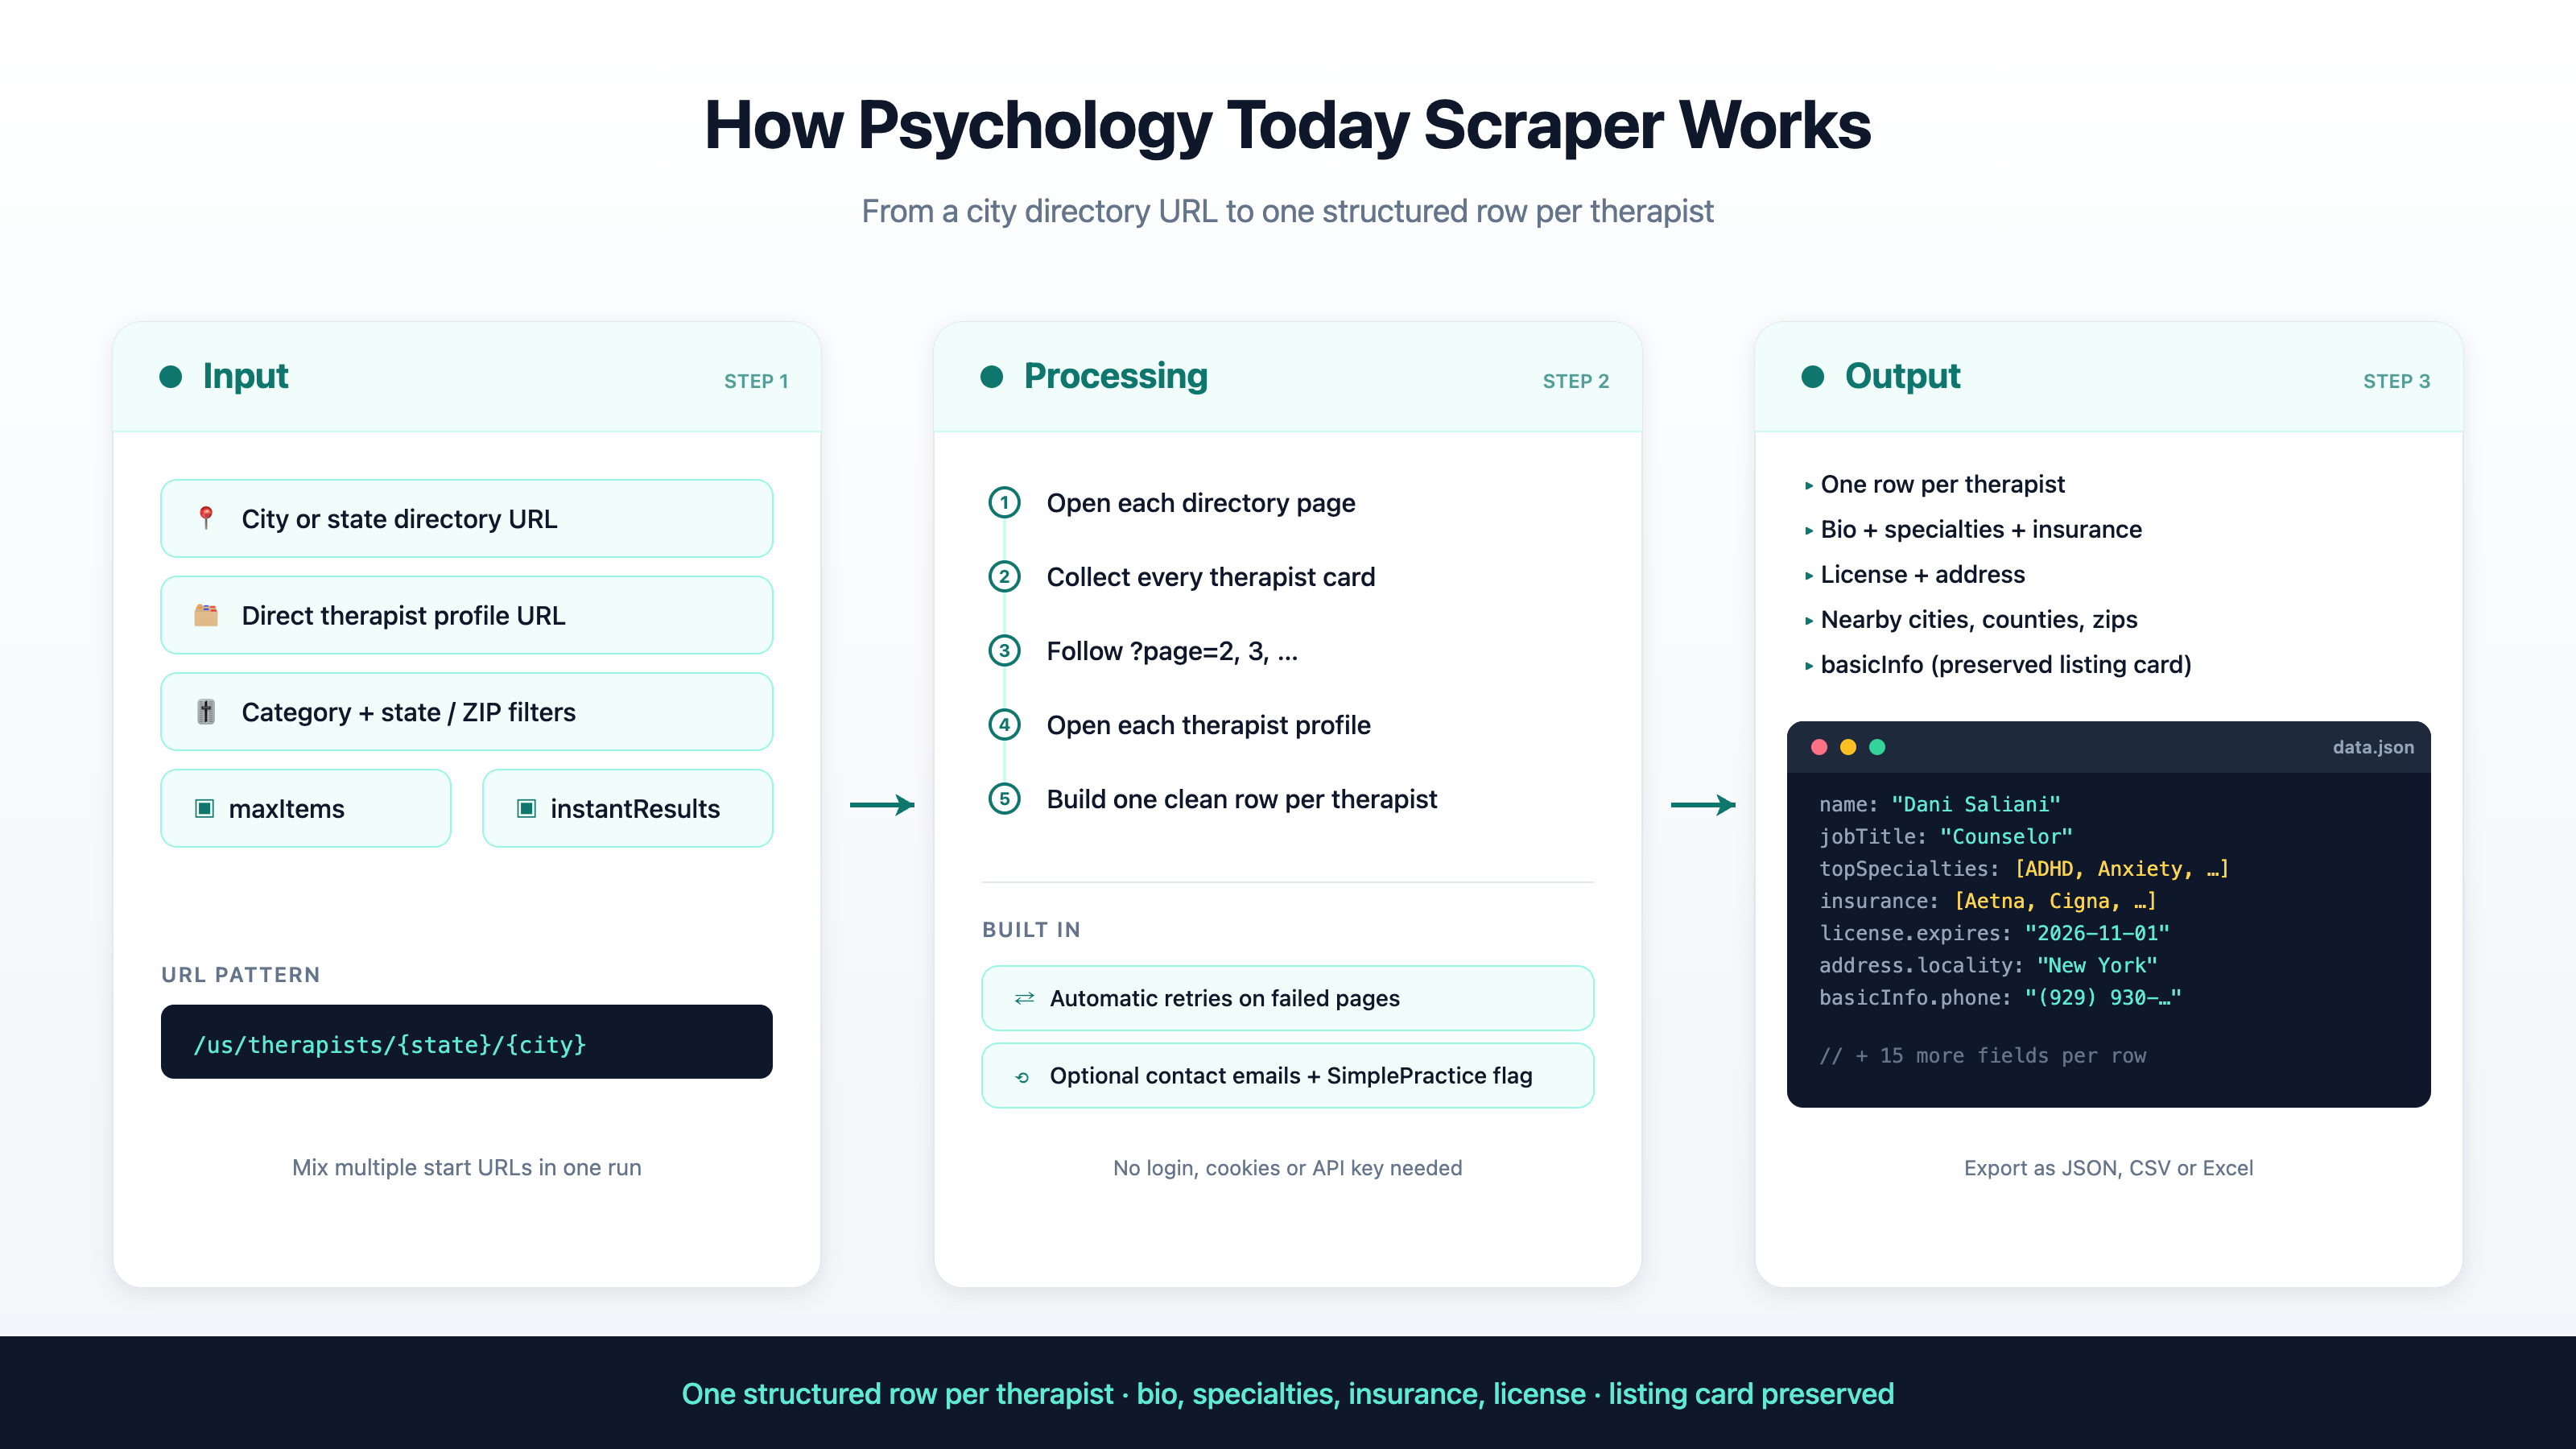 How Psychology Today Scraper Works
From a city directory URL to one structured row per therapist
Input
STEP 1
City or state directory URL
Direct therapist profile URL
Category + state / ZIP filters
maxItems
instantResults
URL PATTERN
/us/therapists/{state}/{city}
Mix multiple start URLs in one run
Processing
STEP 2
1 Open each directory page
2 Collect every therapist card
3 Follow ?page=2, 3, ...
4 Open each therapist profile
5 Build one clean row per therapist
BUILT IN
Automatic retries on failed pages
Optional contact emails + SimplePractice flag
No login, cookies or API key needed
Output
STEP 3
▸ One row per therapist
▸ Bio + specialties + insurance
▸ License + address
▸ Nearby cities, counties, zips
▸ basicInfo (preserved listing card)
data.json
name: "Dani Saliani"
jobTitle: "Counselor"
topSpecialties: [ADHD, Anxiety, …]
insurance: [Aetna, Cigna, …]
license.expires: "2026-11-01"
address.locality: "New York"
basicInfo.phone: "(929) 930-…"
// + 15 more fields per row
Export as JSON, CSV or Excel
One structured row per therapist · bio, specialties, insurance, license · listing card preserved